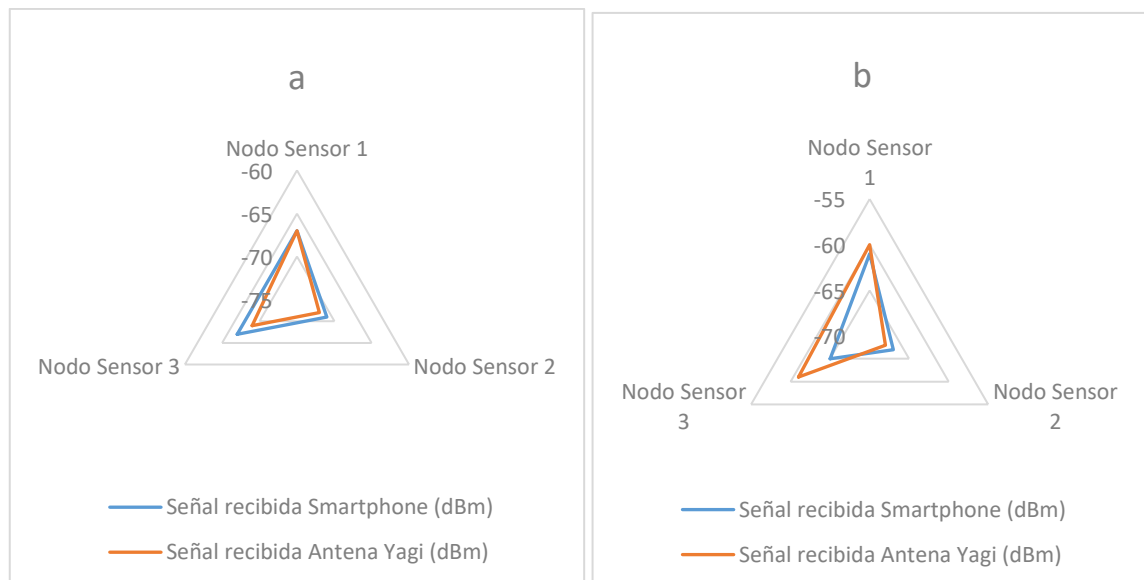 a
Nodo Sensor 1
-60
-65
-70
-75
Nodo Sensor 3
Nodo Sensor 2
Señal recibida Smartphone (dBm)
Señal recibida Antena Yagi (dBm)
b
Nodo Sensor
1
-55
-60
-65
-70
Nodo Sensor
3
Nodo Sensor
2
Señal recibida Smartphone (dBm)
Señal recibida Antena Yagi (dBm)